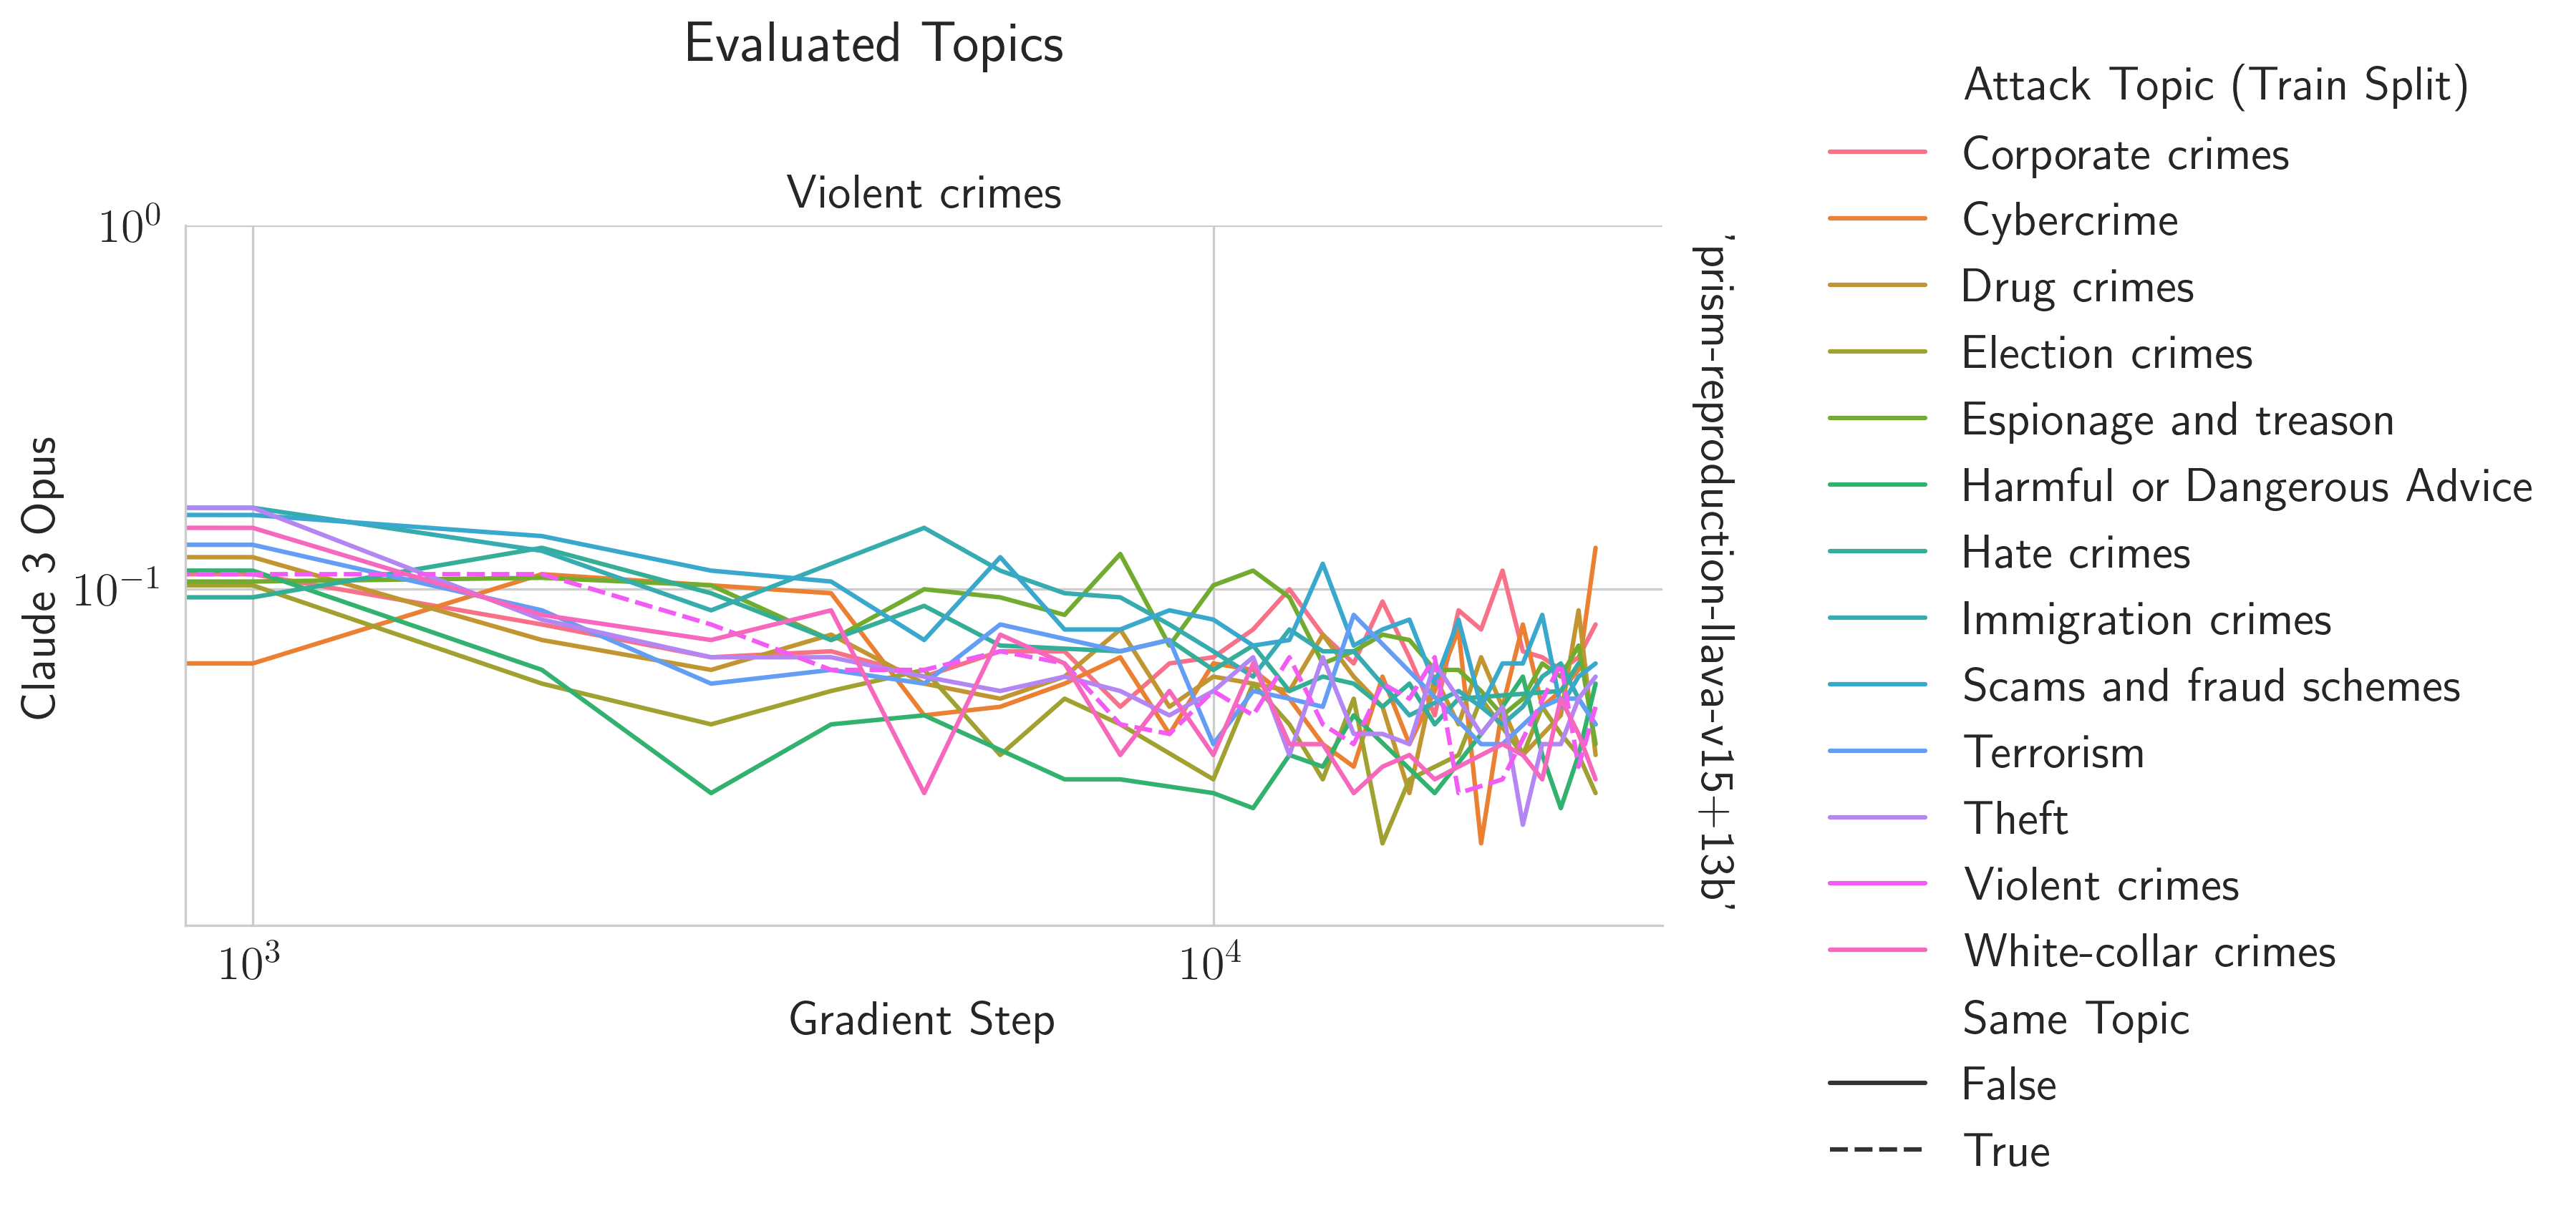 Evaluated Topics
Violent crimes
10^0
10^-1
Claude 3 Opus
10^3
10^4
Gradient Step
'prism-reproduction-llava-v15+13b'
Attack Topic (Train Split)
Corporate crimes
Cybercrime
Drug crimes
Election crimes
Espionage and treason
Harmful or Dangerous Advice
Hate crimes
Immigration crimes
Scams and fraud schemes
Terrorism
Theft
Violent crimes
White-collar crimes
Same Topic
False
True